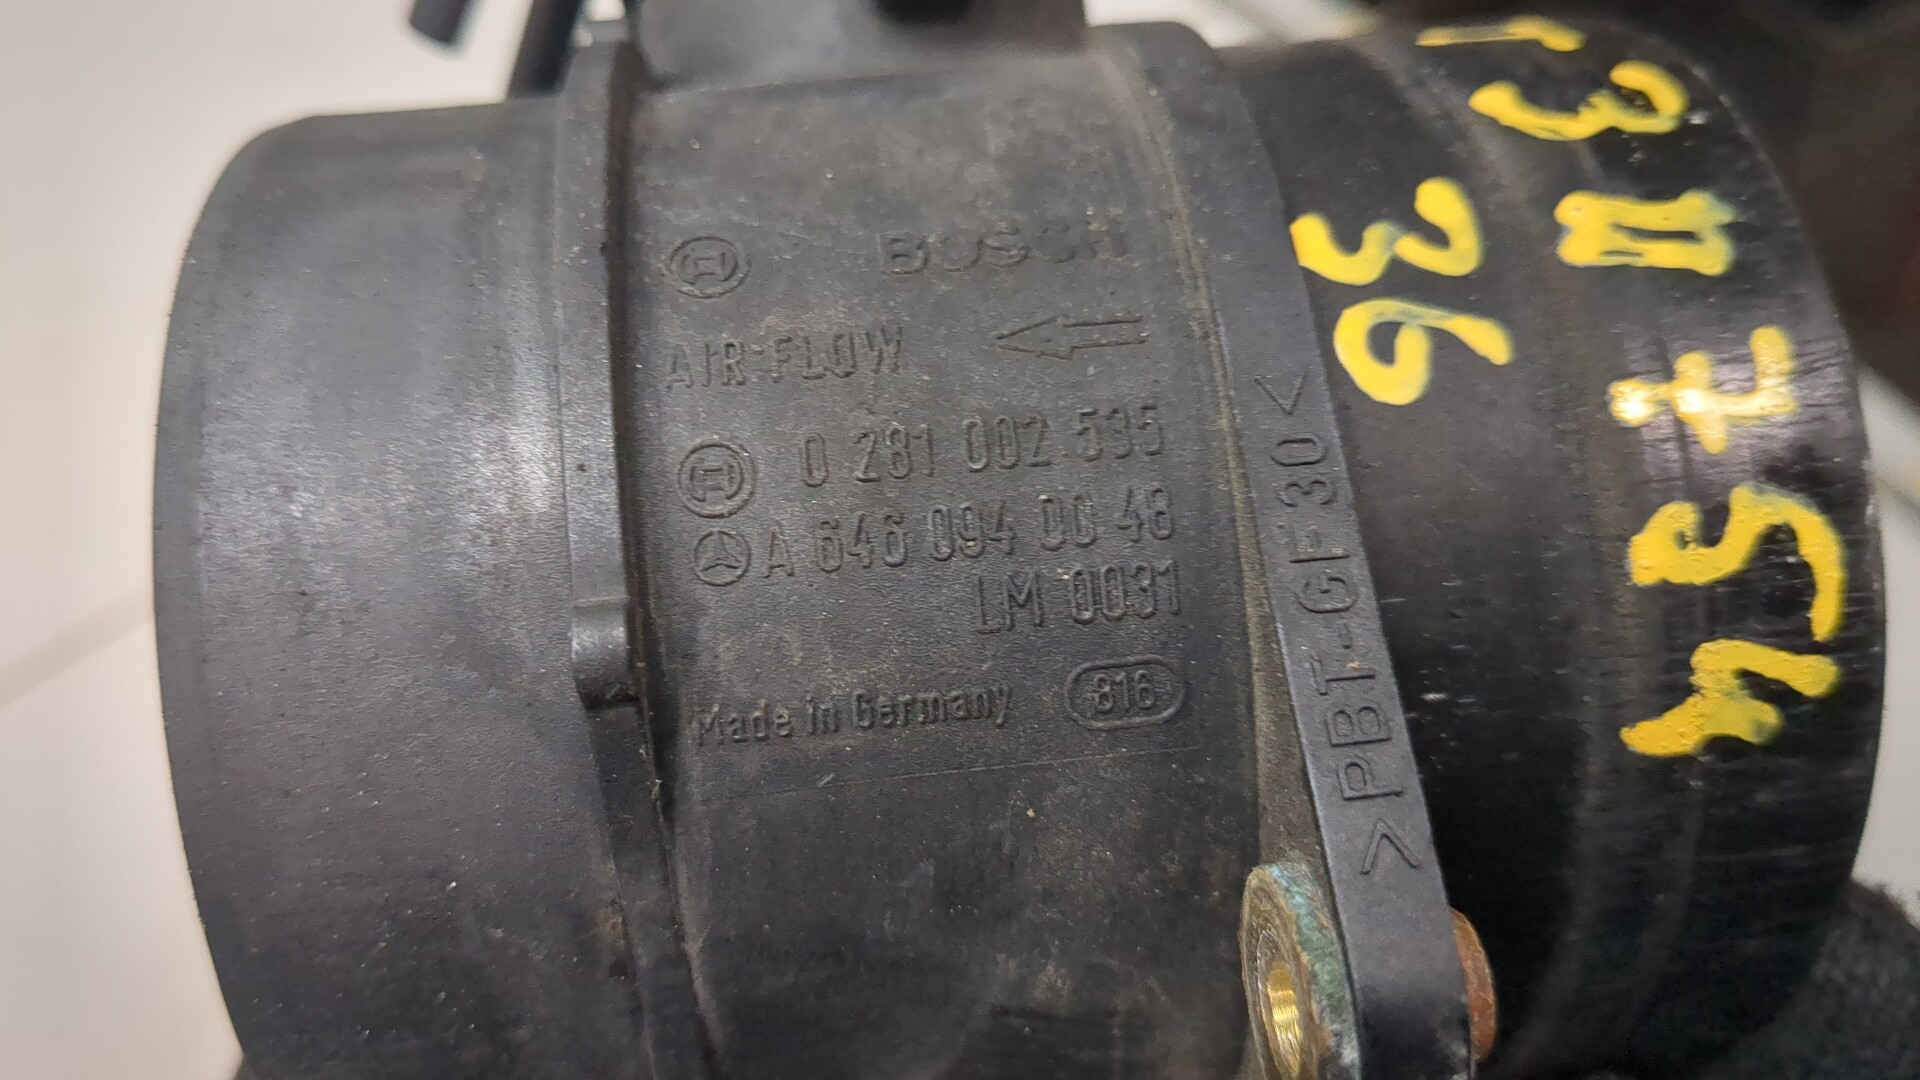 BOSCH
AIR FLOW
0 281 002 535
A 646 094 00 48
LM 0031
Made in Germany 816
>PBT-GF30<
36